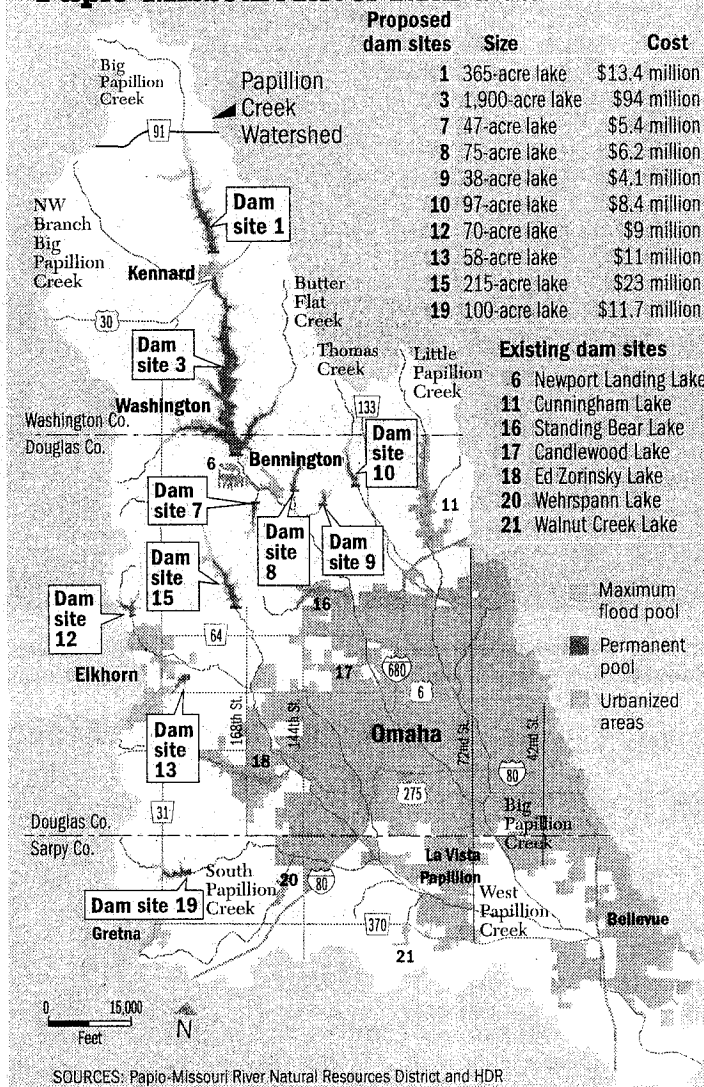 Proposed
dam sites Size Cost
1 365-acre lake $13.4 million
3 1,900-acre lake $94 million
7 47-acre lake $5.4 million
8 75-acre lake $6.2 million
9 38-acre lake $4.1 million
10 97-acre lake $8.4 million
12 70-acre lake $9 million
13 58-acre lake $11 million
15 215-acre lake $23 million
19 100-acre lake $11.7 million
Existing dam sites
6 Newport Landing Lake
11 Cunningham Lake
16 Standing Bear Lake
17 Candlewood Lake
18 Ed Zorinsky Lake
20 Wehrspann Lake
21 Walnut Creek Lake
Maximum
flood pool
Permanent
pool
Urbanized
areas
Big
Papillion
Creek
Papillion
Creek
Watershed
91
NW
Branch
Big
Papillion
Creek
Dam
site 1
Kennard
30
Butter
Flat
Creek
Dam
site 3
Thomas
Creek
Little
Papillion
Creek
Washington
133
Washington Co.
Douglas Co.
6
Bennington
Dam
site
10
Dam
site 7
Dam
site
8
Dam
site 9
11
Dam
site
15
Dam
site
12
16
64
Elkhorn
17
680
6
168th St.
144th St.
Omaha
72nd St.
42nd St.
Dam
site
13
18
80
275
31
Big
Papillion
Creek
Douglas Co.
Sarpy Co.
La Vista
Papillion
South
Papillion
Creek
20
80
West
Papillion
Creek
Dam site 19
Gretna
370
Bellevue
21
0 15,000
Feet
N
SOURCES: Papio-Missouri River Natural Resources District and HDR